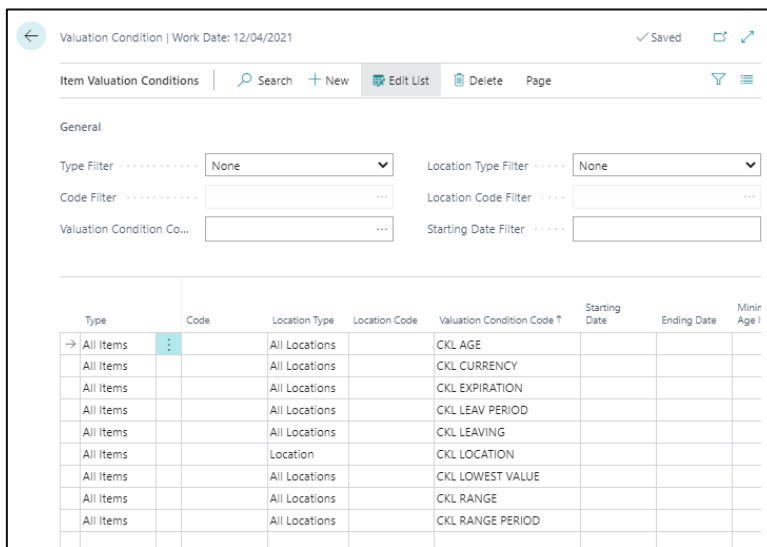 Valuation Condition | Work Date: 12/04/2021 Saved
Item Valuation Conditions Search New Edit List Delete Page
General
Type Filter None Location Type Filter None
Code Filter Location Code Filter
Valuation Condition Co... Starting Date Filter
Type Code Location Type Location Code Valuation Condition Code ↑ Starting Date Ending Date Age
All Items All Locations CKL AGE
All Items All Locations CKL CURRENCY
All Items All Locations CKL EXPIRATION
All Items All Locations CKL LEAV PERIOD
All Items All Locations CKL LEAVING
All Items Location CKL LOCATION
All Items All Locations CKL LOWEST VALUE
All Items All Locations CKL RANGE
All Items All Locations CKL RANGE PERIOD